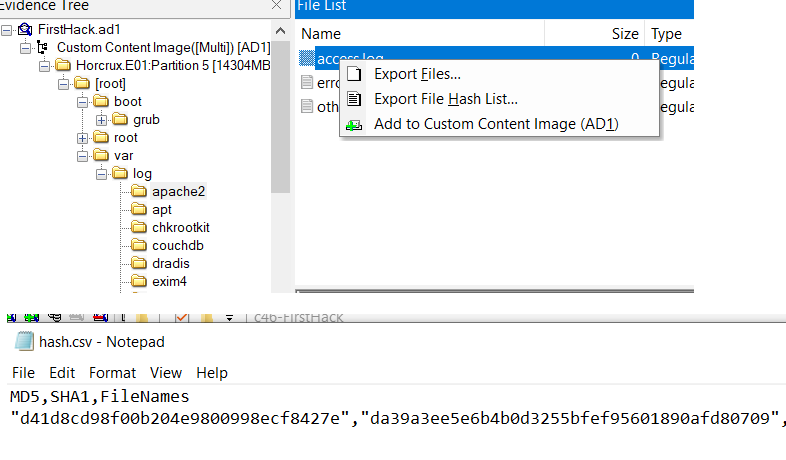 Evidence Tree
File List
FirstHack.ad1
Custom Content Image([Multi]) [AD1]
Horcrux.E01:Partition 5 [14304MB
[root]
boot
grub
root
var
log
apache2
apt
chkrootkit
couchdb
dradis
exim4
Name Size Type
access.log 0 Regula
erro egula
oth egula
Export Files...
Export File Hash List...
Add to Custom Content Image (AD1)
c46-FirstHack
hash.csv - Notepad
File Edit Format View Help
MD5,SHA1,FileNames
"d41d8cd98f00b204e9800998ecf8427e","da39a3ee5e6b4b0d3255bfef95601890afd80709",